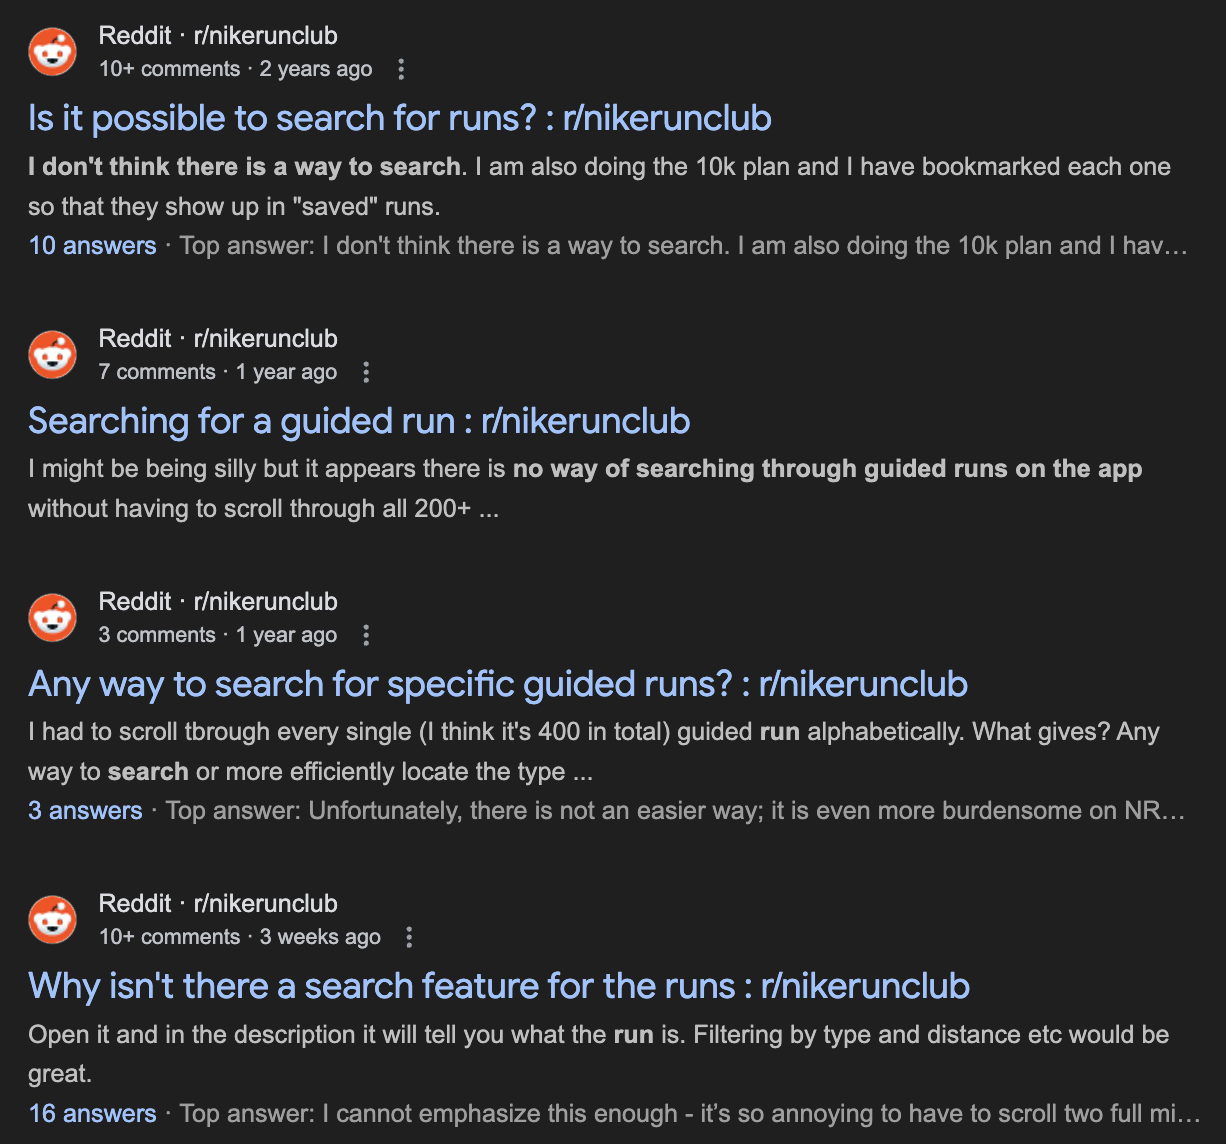 Reddit · r/nikerunclub
10+ comments · 2 years ago
Is it possible to search for runs? : r/nikerunclub
I don't think there is a way to search. I am also doing the 10k plan and I have bookmarked each one
so that they show up in "saved" runs.
10 answers · Top answer: I don't think there is a way to search. I am also doing the 10k plan and I hav...
Reddit · r/nikerunclub
7 comments · 1 year ago
Searching for a guided run : r/nikerunclub
I might be being silly but it appears there is no way of searching through guided runs on the app
without having to scroll through all 200+ ...
Reddit · r/nikerunclub
3 comments · 1 year ago
Any way to search for specific guided runs? : r/nikerunclub
I had to scroll tbrough every single (I think it's 400 in total) guided run alphabetically. What gives? Any
way to search or more efficiently locate the type ...
3 answers · Top answer: Unfortunately, there is not an easier way; it is even more burdensome on NR...
Reddit · r/nikerunclub
10+ comments · 3 weeks ago
Why isn't there a search feature for the runs : r/nikerunclub
Open it and in the description it will tell you what the run is. Filtering by type and distance etc would be
great.
16 answers · Top answer: I cannot emphasize this enough - it’s so annoying to have to scroll two full mi...